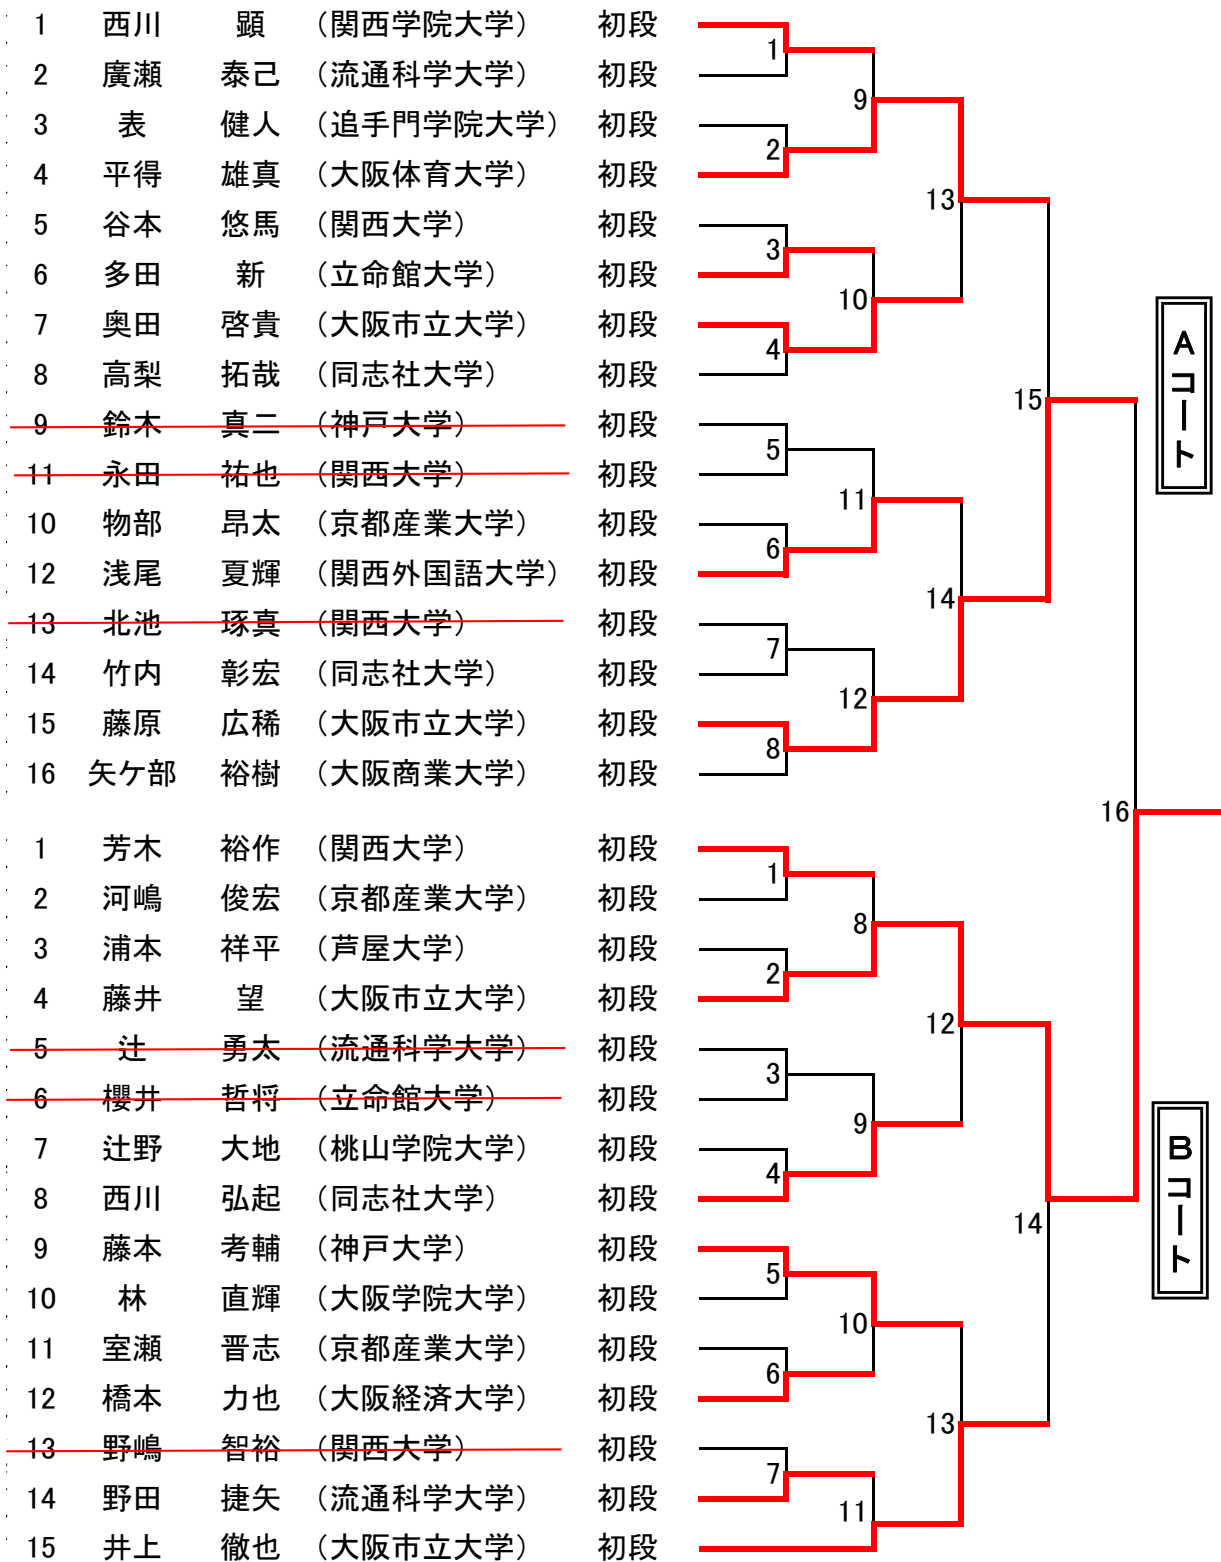 1 西川 顕 （関西学院大学） 初段
2 廣瀬 泰己 （流通科学大学） 初段
3 表 健人 （追手門学院大学） 初段
4 平得 雄真 （大阪体育大学） 初段
5 谷本 悠馬 （関西大学） 初段
6 多田 新 （立命館大学） 初段
7 奥田 啓貴 （大阪市立大学） 初段
8 高梨 拓哉 （同志社大学） 初段
9 鈴木 真二 （神戸大学） 初段
11 永田 祐也 （関西大学） 初段
10 物部 昂太 （京都産業大学） 初段
12 浅尾 夏輝 （関西外国語大学） 初段
13 北池 琢真 （関西大学） 初段
14 竹内 彰宏 （同志社大学） 初段
15 藤原 広稀 （大阪市立大学） 初段
16 矢ケ部 裕樹 （大阪商業大学） 初段
1
2
3
4
5
6
7
8
9
10
11
12
13
14
15
Aコート
16
1 芳木 裕作 （関西大学） 初段
2 河嶋 俊宏 （京都産業大学） 初段
3 浦本 祥平 （芦屋大学） 初段
4 藤井 望 （大阪市立大学） 初段
5 辻 勇太 （流通科学大学） 初段
6 櫻井 哲将 （立命館大学） 初段
7 辻野 大地 （桃山学院大学） 初段
8 西川 弘起 （同志社大学） 初段
9 藤本 考輔 （神戸大学） 初段
10 林 直輝 （大阪学院大学） 初段
11 室瀬 晋志 （京都産業大学） 初段
12 橋本 力也 （大阪経済大学） 初段
13 野嶋 智裕 （関西大学） 初段
14 野田 捷矢 （流通科学大学） 初段
15 井上 徹也 （大阪市立大学） 初段
1
2
3
4
5
6
7
8
9
10
11
12
13
14
Bコート